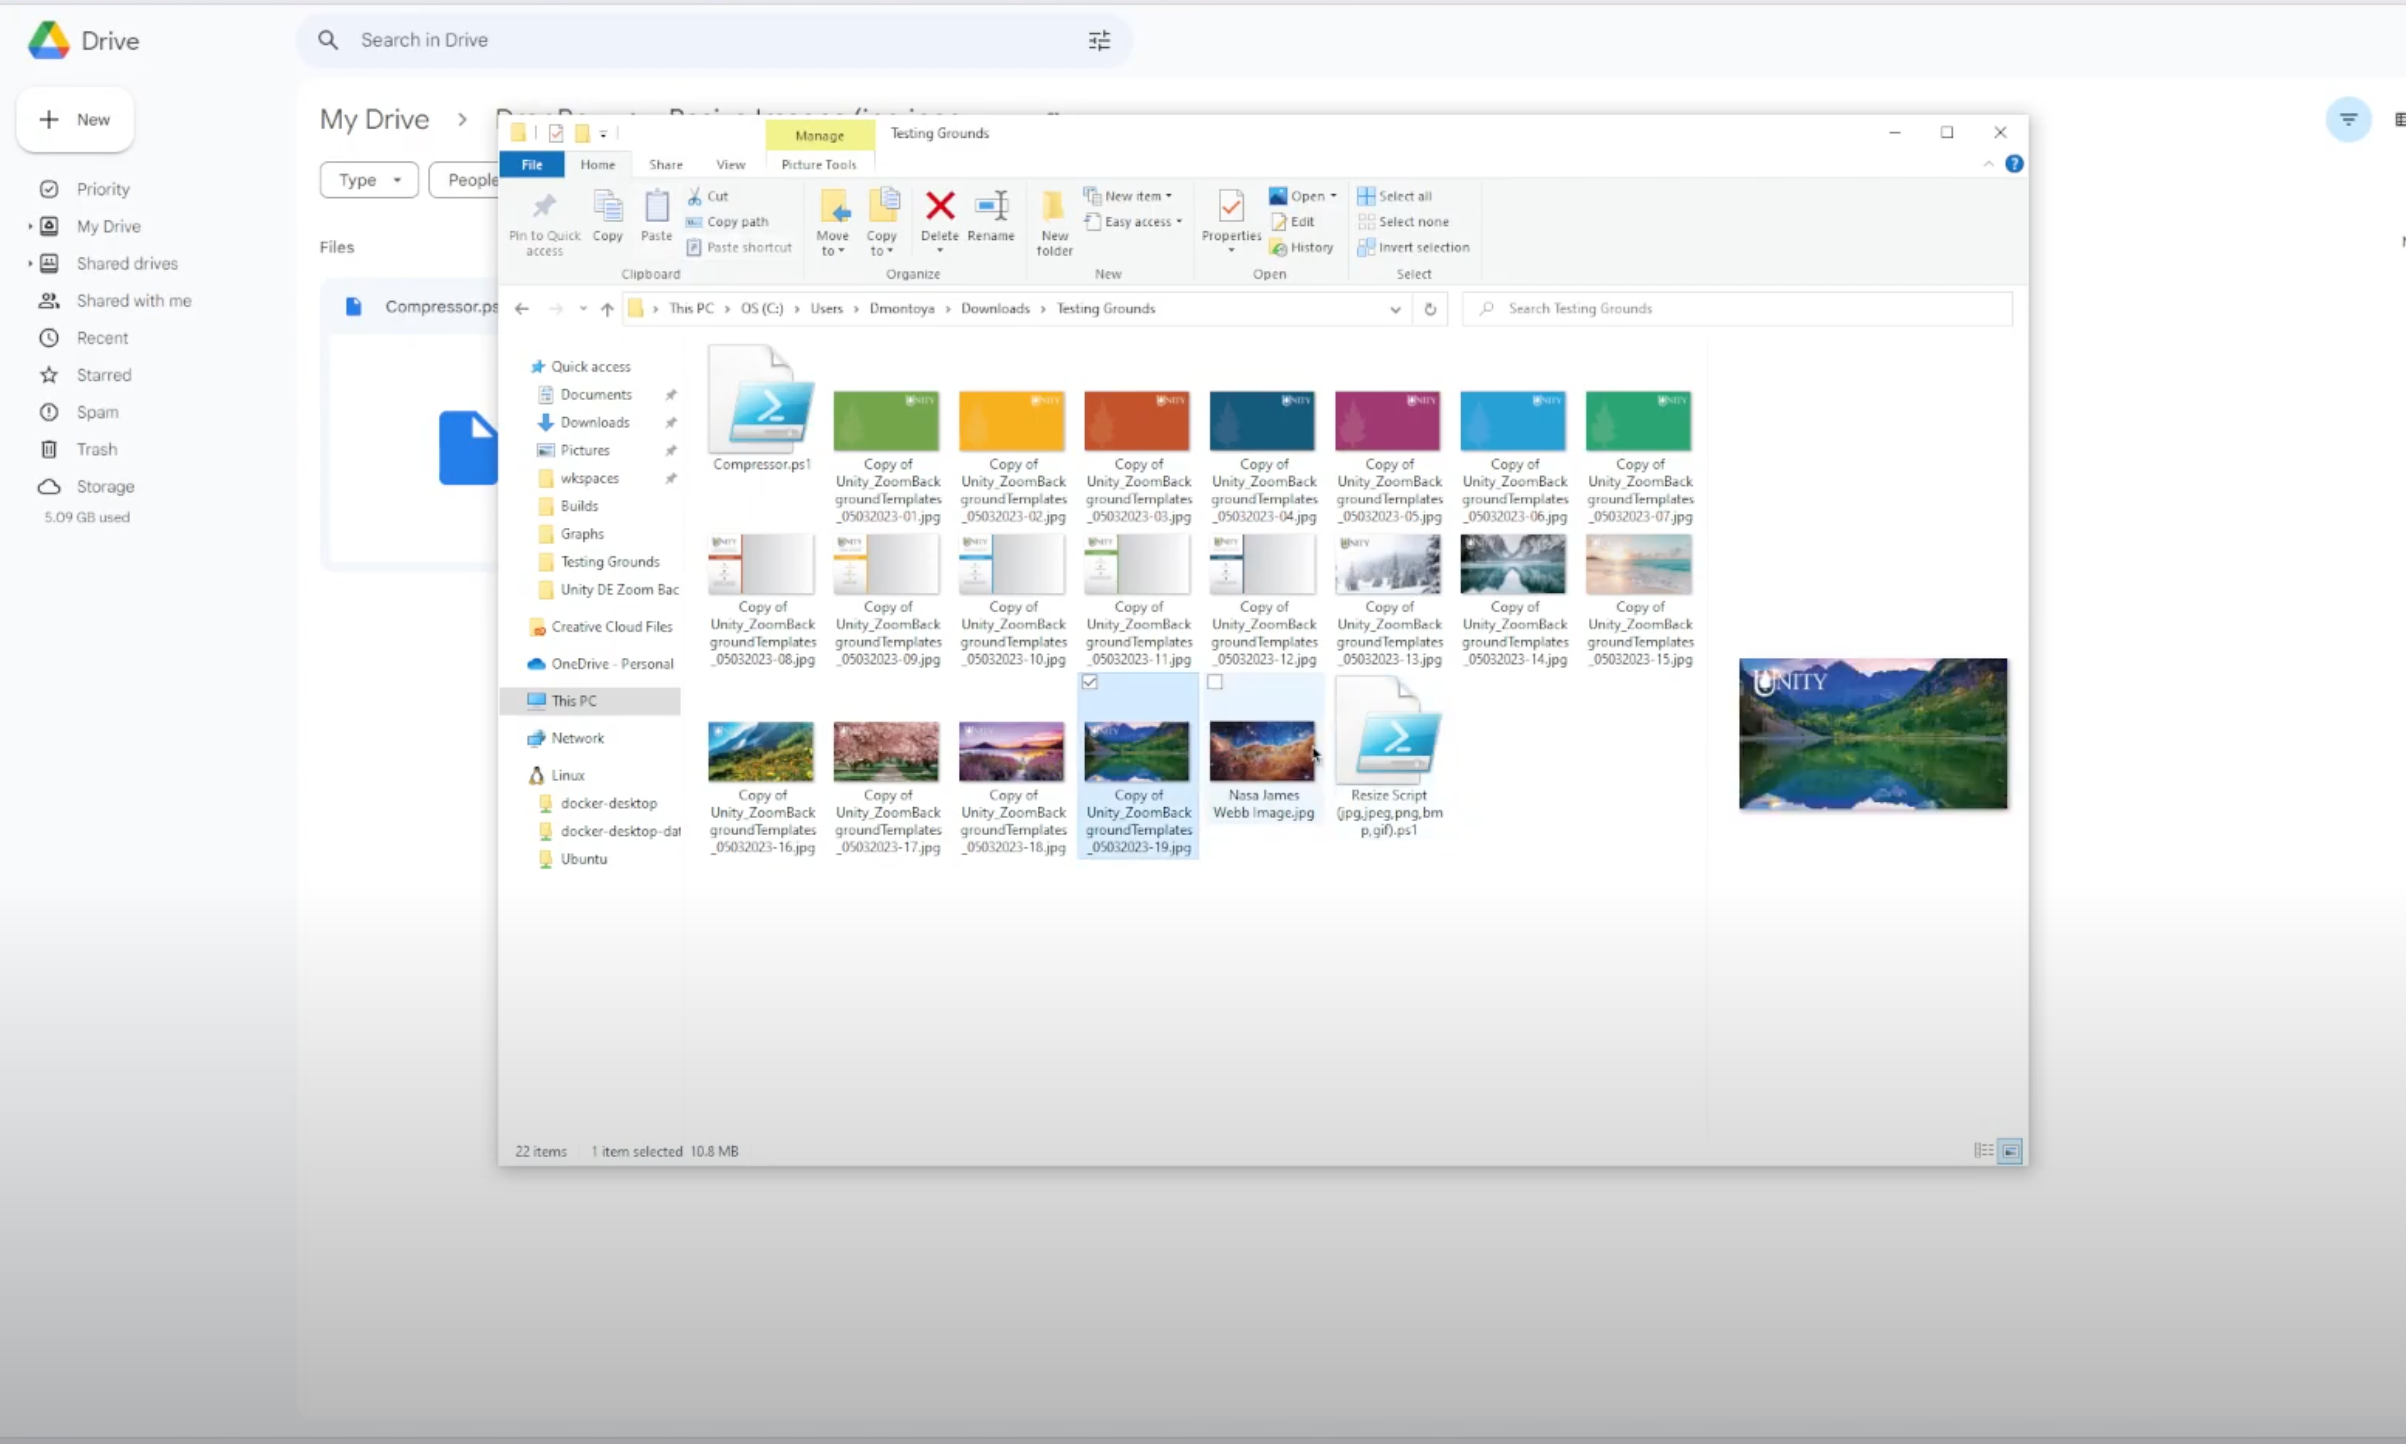 Drive
Search in Drive
New
My Drive
Type
People
Priority
My Drive
Shared drives
Shared with me
Recent
Starred
Spam
Trash
Storage
5.09 GB used
Files
Compressor.ps
Manage
Testing Grounds
File
Home
Share
View
Picture Tools
Pin to Quick access
Copy
Paste
Cut
Copy path
Paste shortcut
Clipboard
Move to
Copy to
Delete
Rename
Organize
New folder
New item
Easy access
New
Properties
Open
Edit
History
Open
Select all
Select none
Invert selection
Select
This PC > OS (C:) > Users > Dmontoya > Downloads > Testing Grounds
Search Testing Grounds
Quick access
Documents
Downloads
Pictures
wkspaces
Builds
Graphs
Testing Grounds
Unity DE Zoom Bac
Creative Cloud Files
OneDrive - Personal
This PC
Network
Linux
docker-desktop
docker-desktop-dat
Ubuntu
Compressor.ps1
Copy of Unity_ZoomBackgroundTemplates_05032023-01.jpg
Copy of Unity_ZoomBackgroundTemplates_05032023-02.jpg
Copy of Unity_ZoomBackgroundTemplates_05032023-03.jpg
Copy of Unity_ZoomBackgroundTemplates_05032023-04.jpg
Copy of Unity_ZoomBackgroundTemplates_05032023-05.jpg
Copy of Unity_ZoomBackgroundTemplates_05032023-06.jpg
Copy of Unity_ZoomBackgroundTemplates_05032023-07.jpg
Copy of Unity_ZoomBackgroundTemplates_05032023-08.jpg
Copy of Unity_ZoomBackgroundTemplates_05032023-09.jpg
Copy of Unity_ZoomBackgroundTemplates_05032023-10.jpg
Copy of Unity_ZoomBackgroundTemplates_05032023-11.jpg
Copy of Unity_ZoomBackgroundTemplates_05032023-12.jpg
Copy of Unity_ZoomBackgroundTemplates_05032023-13.jpg
Copy of Unity_ZoomBackgroundTemplates_05032023-14.jpg
Copy of Unity_ZoomBackgroundTemplates_05032023-15.jpg
Copy of Unity_ZoomBackgroundTemplates_05032023-16.jpg
Copy of Unity_ZoomBackgroundTemplates_05032023-17.jpg
Copy of Unity_ZoomBackgroundTemplates_05032023-18.jpg
Copy of Unity_ZoomBackgroundTemplates_05032023-19.jpg
Nasa James Webb Image.jpg
Resize Script (jpg,jpeg,png,bmp,gif).ps1
UNITY
22 items
1 item selected 10.8 MB